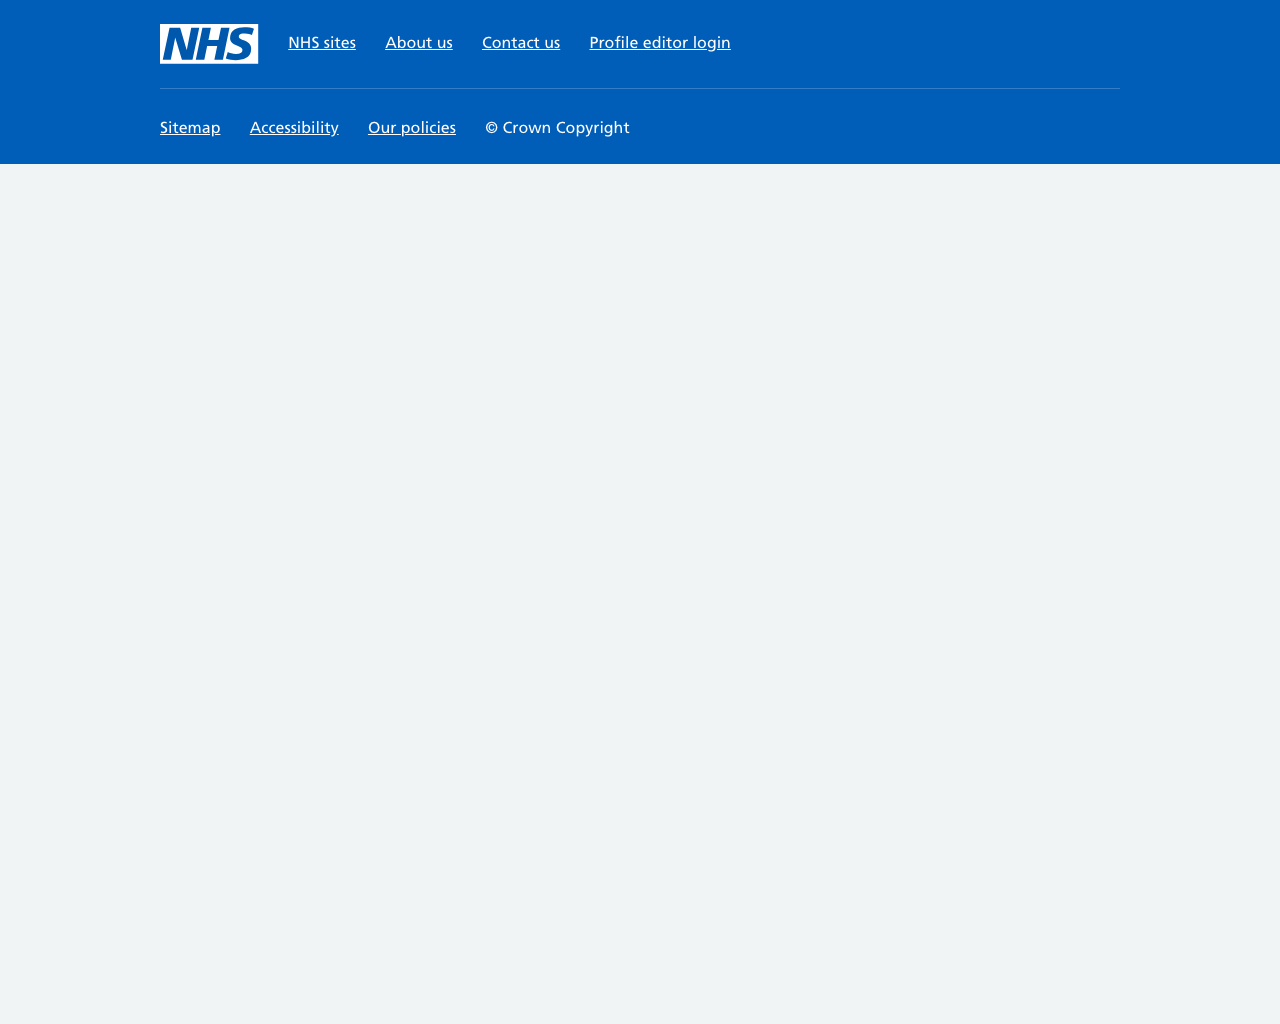 NHS NHS sites About us Contact us Profile editor login
Sitemap Accessibility Our policies © Crown Copyright